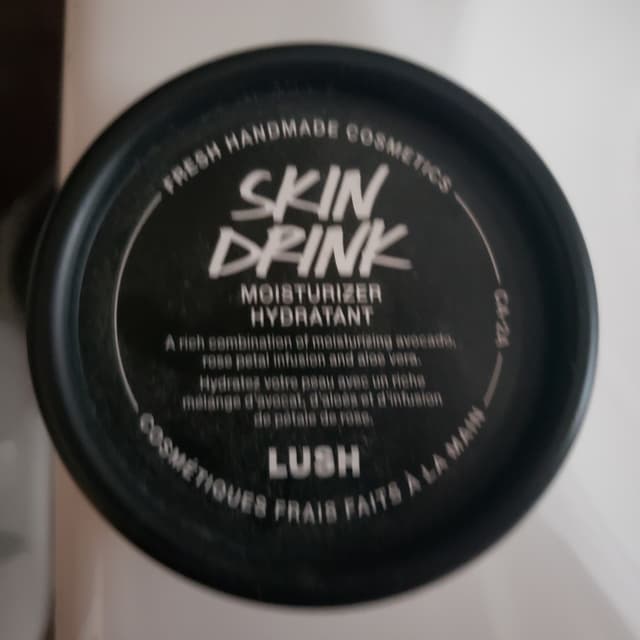 FRESH HANDMADE COSMETICS
SKIN
DRINK
MOISTURIZER
HYDRATANT
A rich combination of moisturising avocado,
rose petal infusion and aloe vera.
Hydratez votre peau avec un riche
mélange d'avocat, d'aloès et d'infusion
de pétale de rose.
LUSH
COSMÉTIQUES FRAIS FAITS À LA MAIN